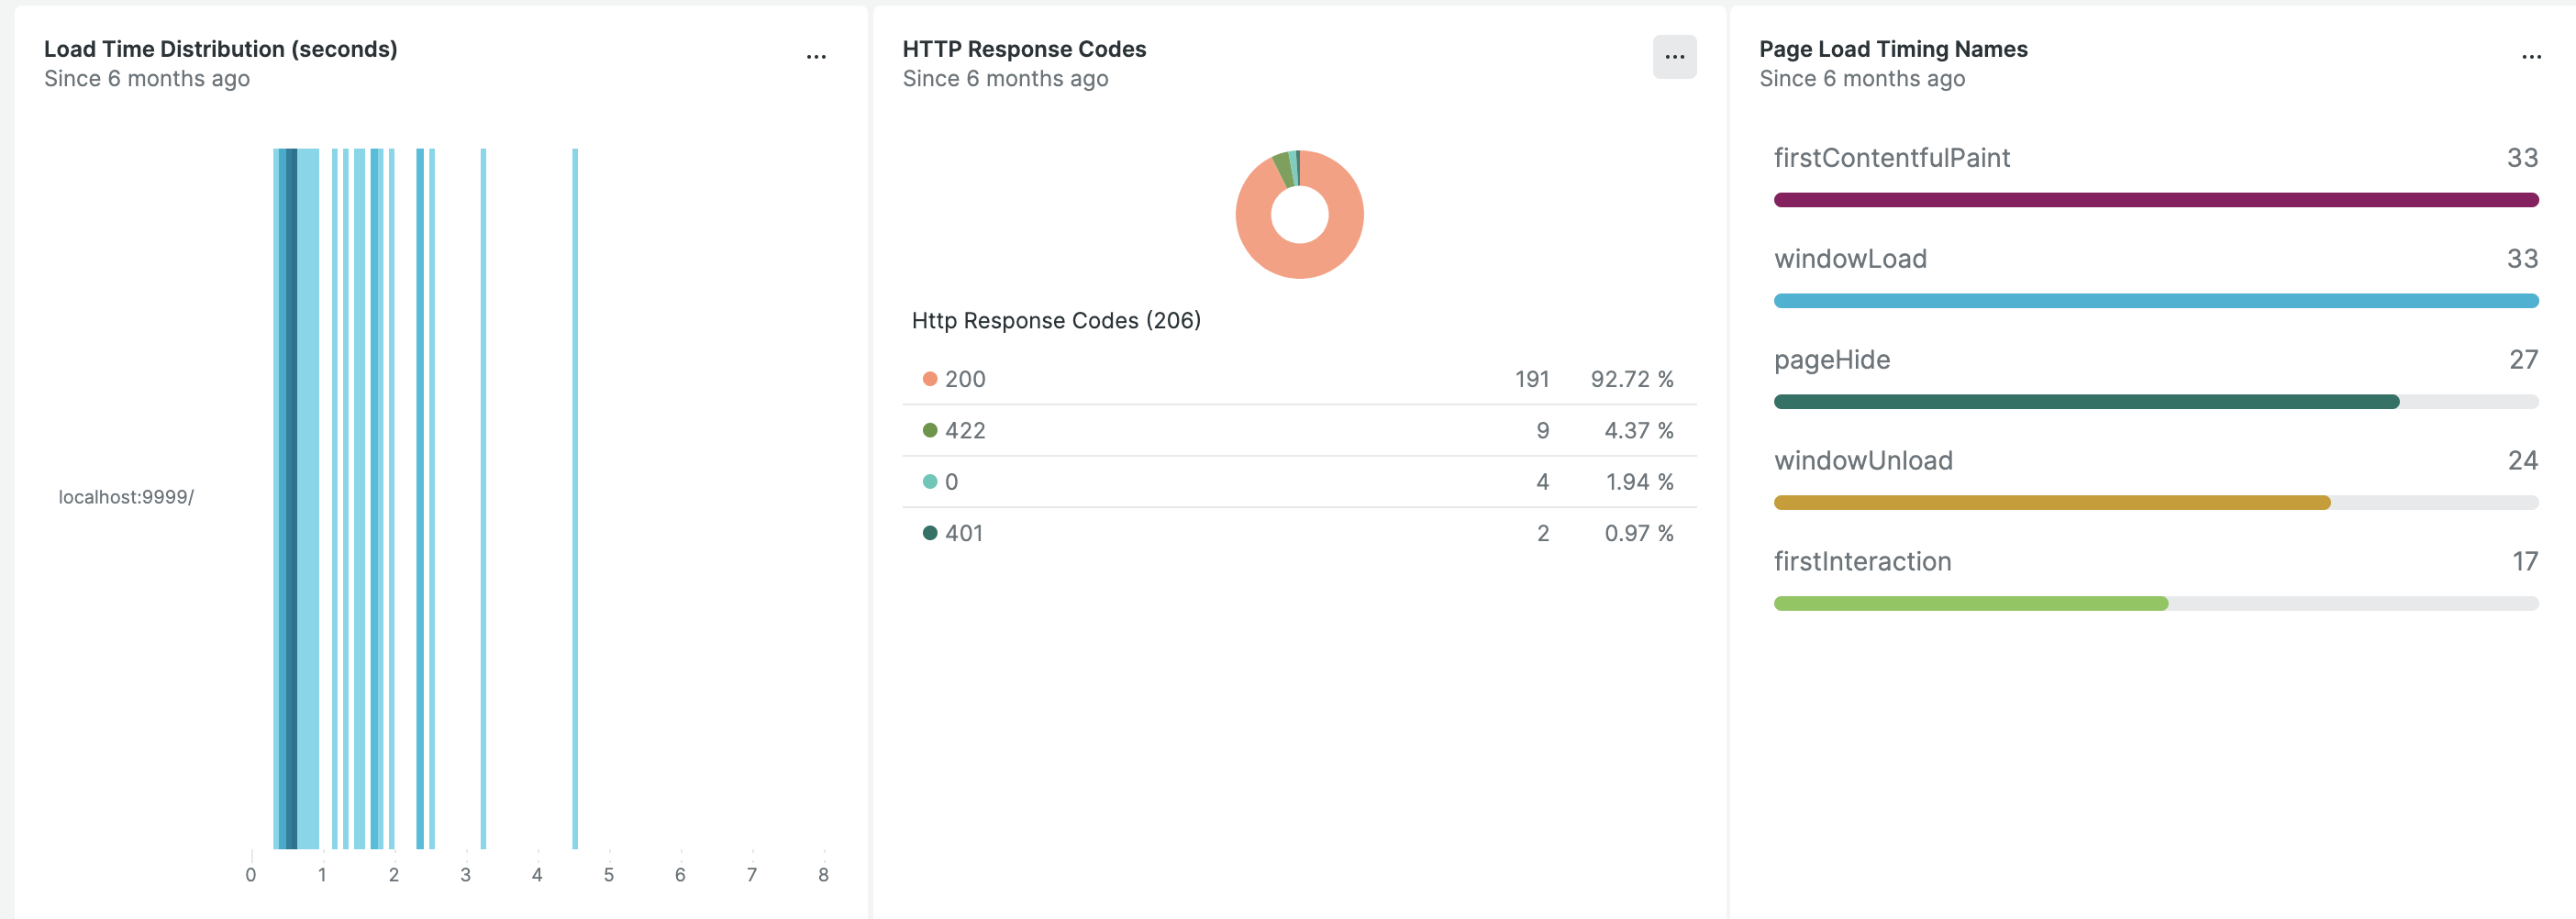 Load Time Distribution (seconds)
Since 6 months ago
localhost:9999/
0 1 2 3 4 5 6 7 8
HTTP Response Codes
Since 6 months ago
Http Response Codes (206)
200 191 92.72 %
422 9 4.37 %
0 4 1.94 %
401 2 0.97 %
Page Load Timing Names
Since 6 months ago
firstContentfulPaint 33
windowLoad 33
pageHide 27
windowUnload 24
firstInteraction 17